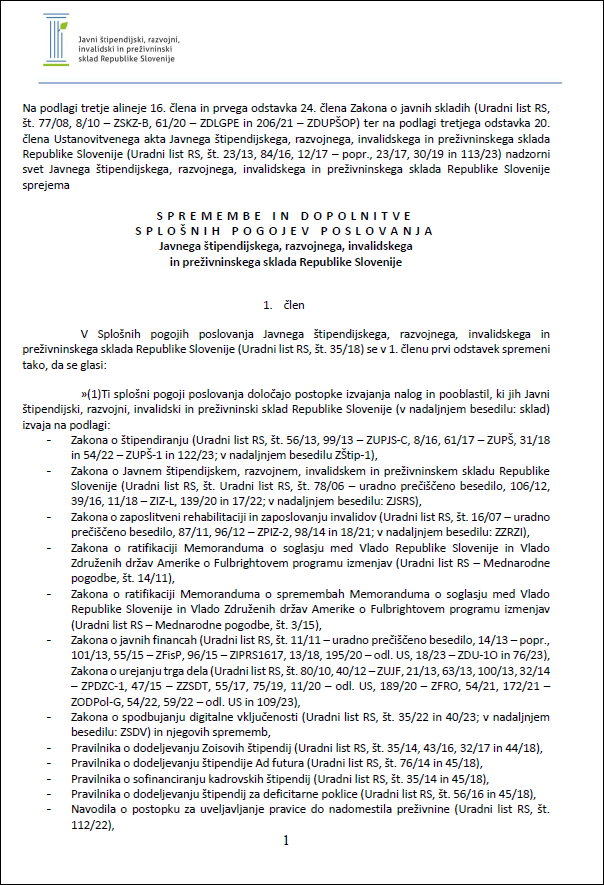 Javni štipendijski, razvojni,
invalidski in preživninski
sklad Republike Slovenije
Na podlagi tretje alineje 16. člena in prvega odstavka 24. člena Zakona o javnih skladih (Uradni list RS,
št. 77/08, 8/10 – ZSKZ-B, 61/20 – ZDLGPE in 206/21 – ZDUPŠOP) ter na podlagi tretjega odstavka 20.
člena Ustanovitvenega akta Javnega štipendijskega, razvojnega, invalidskega in preživninskega sklada
Republike Slovenije (Uradni list RS, št. 23/13, 84/16, 12/17 – popr., 23/17, 30/19 in 113/23) nadzorni
svet Javnega štipendijskega, razvojnega, invalidskega in preživninskega sklada Republike Slovenije
sprejema
S P R E M E M B E I N D O P O L N I T V E
S P L O Š N I H P O G O J E V P O S L O V A N J A
Javnega štipendijskega, razvojnega, invalidskega
in preživninskega sklada Republike Slovenije
1. člen
V Splošnih pogojih poslovanja Javnega štipendijskega, razvojnega, invalidskega in
preživninskega sklada Republike Slovenije (Uradni list RS, št. 35/18) se v 1. členu prvi odstavek spremeni
tako, da se glasi:
»(1)Ti splošni pogoji poslovanja določajo postopke izvajanja nalog in pooblastil, ki jih Javni
štipendijski, razvojni, invalidski in preživninski sklad Republike Slovenije (v nadaljnjem besedilu: sklad)
izvaja na podlagi:
- Zakona o štipendiranju (Uradni list RS, št. 56/13, 99/13 – ZUPJS-C, 8/16, 61/17 – ZUPŠ, 31/18
in 54/22 – ZUPŠ-1 in 122/23; v nadaljnjem besedilu ZŠtip-1),
- Zakona o Javnem štipendijskem, razvojnem, invalidskem in preživninskem skladu Republike
Slovenije (Uradni list RS, št. Uradni list RS, št. 78/06 – uradno prečiščeno besedilo, 106/12,
39/16, 11/18 – ZIZ-L, 139/20 in 17/22; v nadaljnjem besedilu: ZJSRS),
- Zakona o zaposlitveni rehabilitaciji in zaposlovanju invalidov (Uradni list RS, št. 16/07 – uradno
prečiščeno besedilo, 87/11, 96/12 – ZPIZ-2, 98/14 in 18/21; v nadaljnjem besedilu: ZZRZI),
- Zakona o ratifikaciji Memoranduma o soglasju med Vlado Republike Slovenije in Vlado
Združenih držav Amerike o Fulbrightovem programu izmenjav (Uradni list RS – Mednarodne
pogodbe, št. 14/11),
- Zakona o ratifikaciji Memoranduma o spremembah Memoranduma o soglasju med Vlado
Republike Slovenije in Vlado Združenih držav Amerike o Fulbrightovem programu izmenjav
(Uradni list RS – Mednarodne pogodbe, št. 3/15),
- Zakona o javnih financah (Uradni list RS, št. 11/11 – uradno prečiščeno besedilo, 14/13 – popr.,
101/13, 55/15 – ZFisP, 96/15 – ZIPRS1617, 13/18, 195/20 – odl. US, 18/23 – ZDU-1O in 76/23),
Zakona o urejanju trga dela (Uradni list RS, št. 80/10, 40/12 – ZUJF, 21/13, 63/13, 100/13, 32/14
– ZPDZC-1, 47/15 – ZZSDT, 55/17, 75/19, 11/20 – odl. US, 189/20 – ZFRO, 54/21, 172/21 –
ZODPol-G, 54/22, 59/22 – odl. US in 109/23),
- Zakona o spodbujanju digitalne vključenosti (Uradni list RS, št. 35/22 in 40/23; v nadaljnjem
besedilu: ZSDV) in njegovih sprememb,
- Pravilnika o dodeljevanju Zoisovih štipendij (Uradni list RS, št. 35/14, 43/16, 32/17 in 44/18),
- Pravilnika o dodeljevanju štipendije Ad futura (Uradni list RS, št. 76/14 in 45/18),
- Pravilnika o sofinanciranju kadrovskih štipendij (Uradni list RS, št. 35/14 in 45/18),
- Pravilnika o dodeljevanju štipendij za deficitarne poklice (Uradni list RS, št. 56/16 in 45/18),
- Navodila o postopku za uveljavljanje pravice do nadomestila preživnine (Uradni list RS, št.
112/22),
1